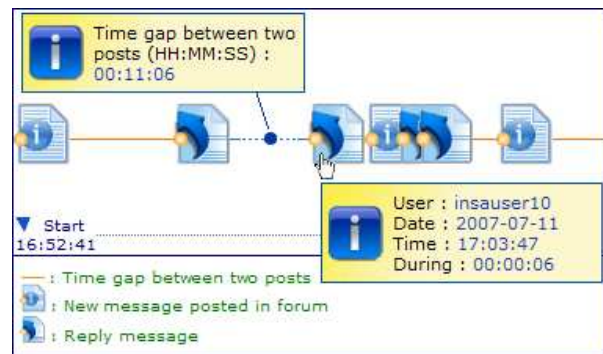 Time gap between two
posts (HH:MM:SS) :
00:11:06
User : insauser10
Date : 2007-07-11
Time : 17:03:47
During : 00:00:06
Start
16:52:41
: Time gap between two posts
: New message posted in forum
: Reply message